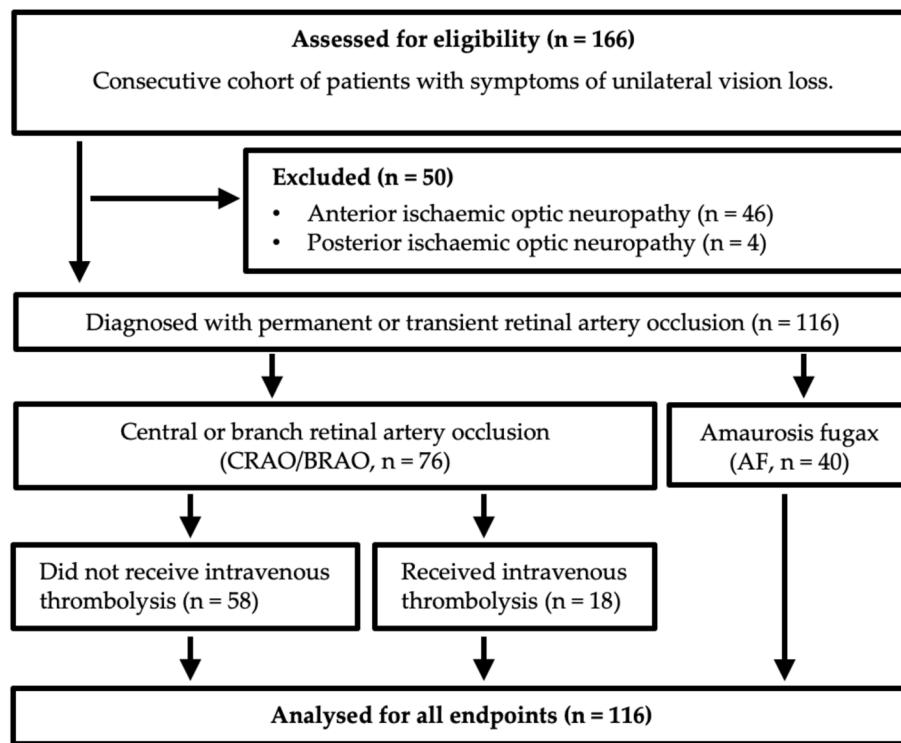 Assessed for eligibility (n = 166)
Consecutive cohort of patients with symptoms of unilateral vision loss.
Excluded (n = 50)
• Anterior ischaemic optic neuropathy (n = 46)
• Posterior ischaemic optic neuropathy (n = 4)
Diagnosed with permanent or transient retinal artery occlusion (n = 116)
Central or branch retinal artery occlusion
(CRAO/BRAO, n = 76)
Amaurosis fugax
(AF, n = 40)
Did not receive intravenous
thrombolysis (n = 58)
Received intravenous
thrombolysis (n = 18)
Analysed for all endpoints (n = 116)